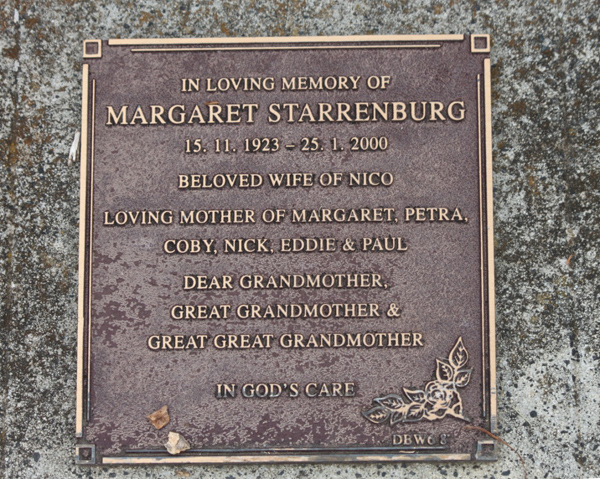 IN LOVING MEMORY OF
MARGARET STARRENBURG
15. 11. 1923 – 25. 1. 2000
BELOVED WIFE OF NICO
LOVING MOTHER OF MARGARET, PETRA,
COBY, NICK, EDDIE & PAUL
DEAR GRANDMOTHER,
GREAT GRANDMOTHER &
GREAT GREAT GRANDMOTHER
IN GOD'S CARE